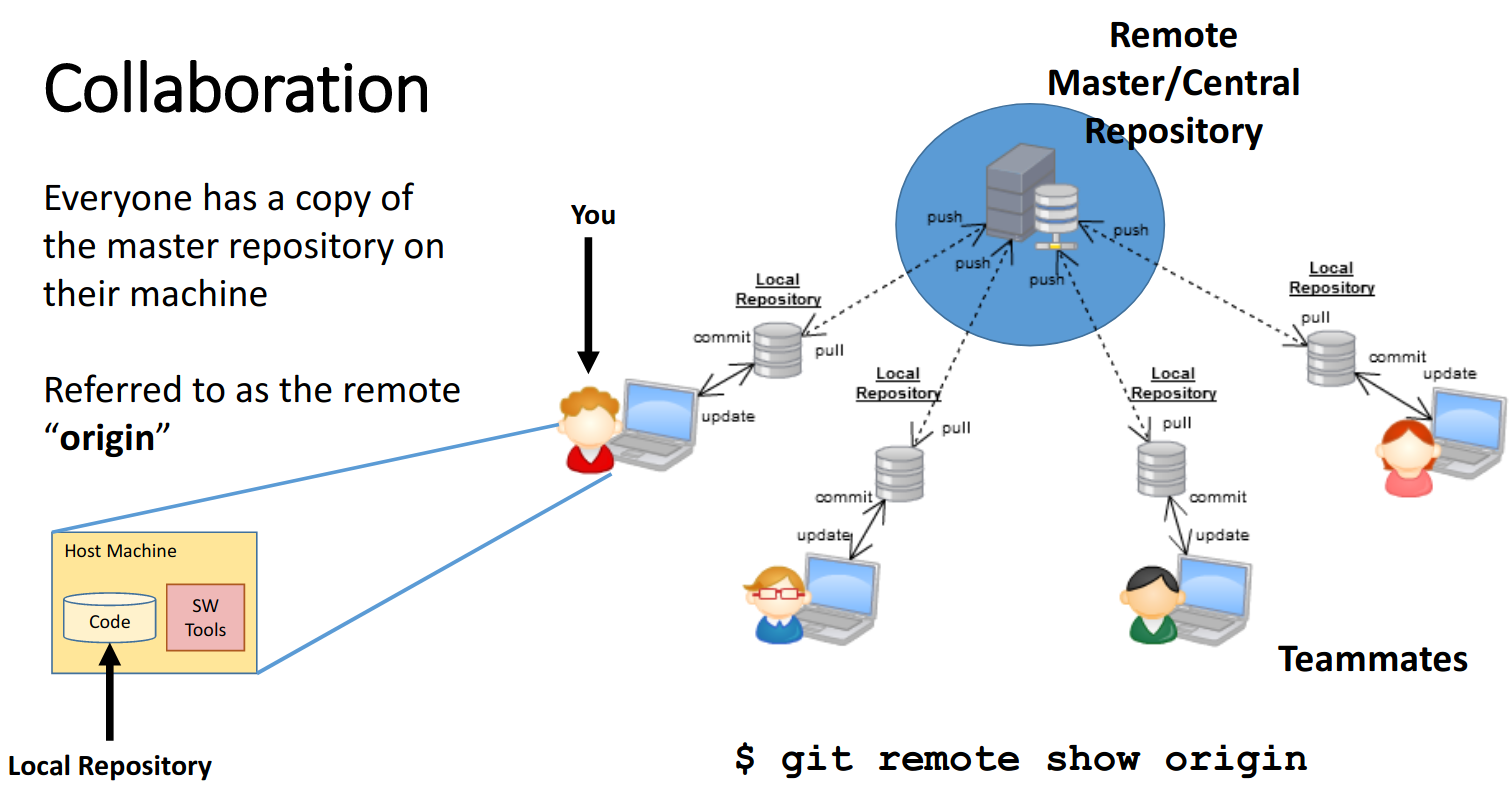 Collaboration
Everyone has a copy of
the master repository on
their machine
Referred to as the remote
“origin”
Host Machine
Code
SW
Tools
Local Repository
You
Remote
Master/Central
Repository
push
push
push
push
Local
Repository
commit
pull
update
Local
Repository
pull
commit
update
Local
Repository
pull
commit
update
Local
Repository
pull
commit
update
Teammates
$ git remote show origin